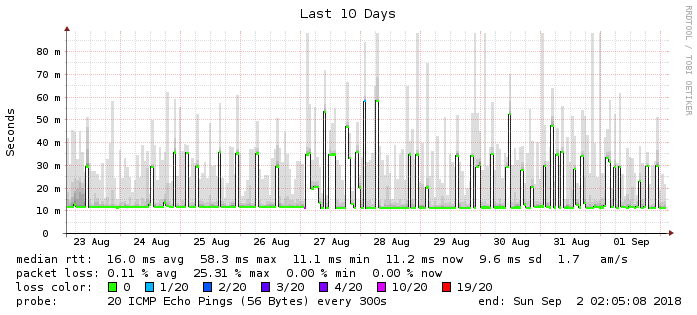 Last 10 Days
RRDTOOL / TOBI OETIKER
Seconds
80 m
70 m
60 m
50 m
40 m
30 m
20 m
10 m
0
23 Aug 24 Aug 25 Aug 26 Aug 27 Aug 28 Aug 29 Aug 30 Aug 31 Aug 01 Sep
median rtt: 16.0 ms avg 58.3 ms max 11.1 ms min 11.2 ms now 9.6 ms sd 1.7 am/s
packet loss: 0.11 % avg 25.31 % max 0.00 % min 0.00 % now
loss color: 0 1/20 2/20 3/20 4/20 10/20 19/20
probe: 20 ICMP Echo Pings (56 Bytes) every 300s end: Sun Sep 2 02:05:08 2018